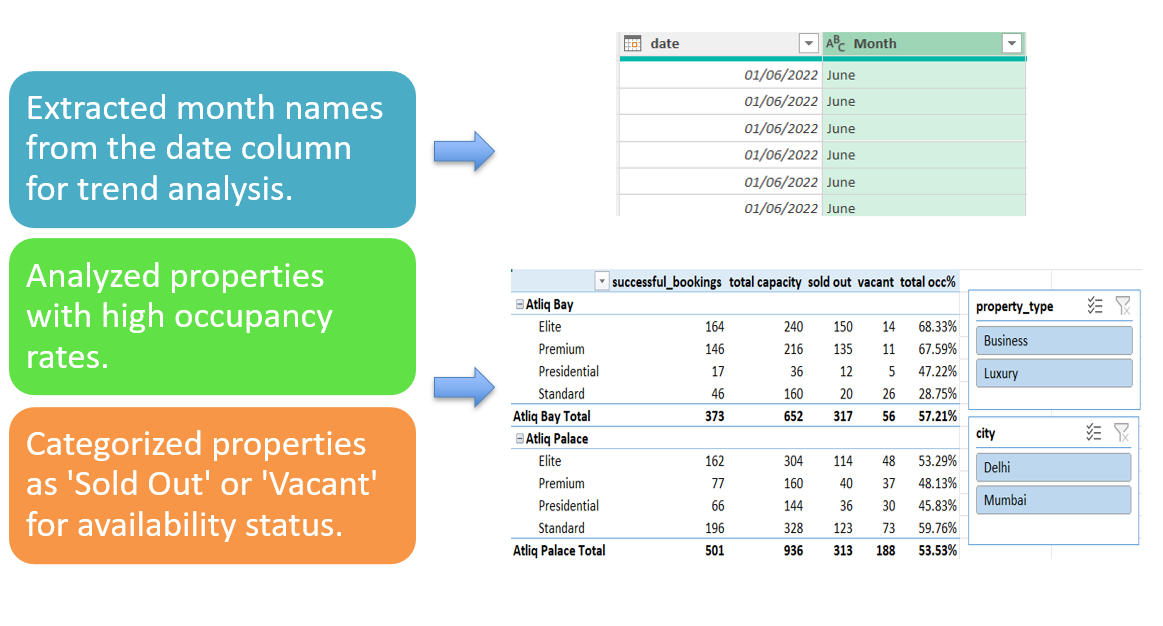 Extracted month names
from the date column
for trend analysis.
Analyzed properties
with high occupancy
rates.
Categorized properties
as 'Sold Out' or 'Vacant'
for availability status.
date ABC Month
01/06/2022 June
01/06/2022 June
01/06/2022 June
01/06/2022 June
01/06/2022 June
01/06/2022 June
successful_bookings total capacity sold out vacant total occ%
Atliq Bay
Elite 164 240 150 14 68.33%
Premium 146 216 135 11 67.59%
Presidential 17 36 12 5 47.22%
Standard 46 160 20 26 28.75%
Atliq Bay Total 373 652 317 56 57.21%
Atliq Palace
Elite 162 304 114 48 53.29%
Premium 77 160 40 37 48.13%
Presidential 66 144 36 30 45.83%
Standard 196 328 123 73 59.76%
Atliq Palace Total 501 936 313 188 53.53%
property_type
Business
Luxury
city
Delhi
Mumbai